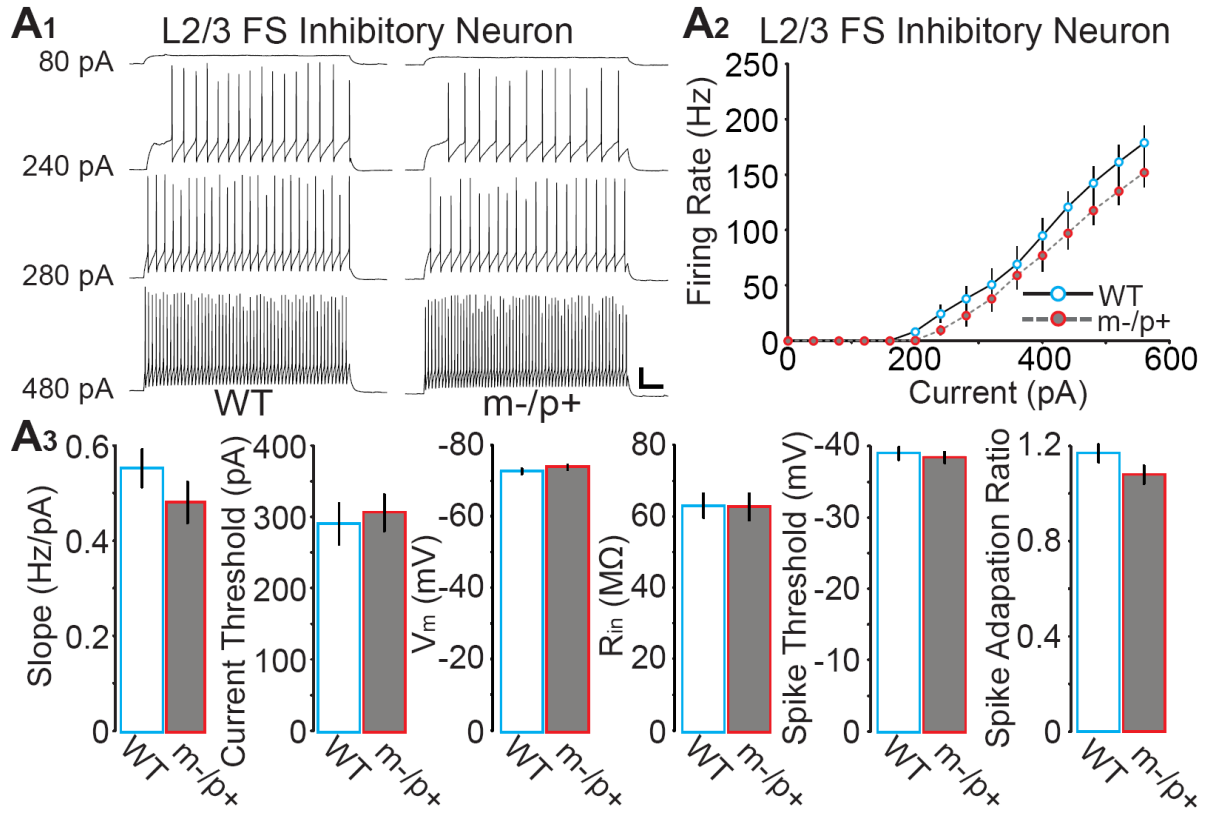 A1
L2/3 FS Inhibitory Neuron
80 pA
240 pA
280 pA
480 pA
WT
m-/p+
A2
L2/3 FS Inhibitory Neuron
Firing Rate (Hz)
250
200
150
100
50
0
0
200
400
600
Current (pA)
WT
m-/p+
A3
Slope (Hz/pA)
0.6
0.4
0.2
0
WT
m-/p+
Current Threshold (pA)
400
300
200
100
0
WT
m-/p+
Vm (mV)
-80
-60
-40
-20
0
WT
m-/p+
Rin (MΩ)
80
60
40
20
0
WT
m-/p+
Spike Threshold (mV)
-40
-30
-20
-10
0
WT
m-/p+
Spike Adapation Ratio
1.2
0.8
0.4
0
WT
m-/p+